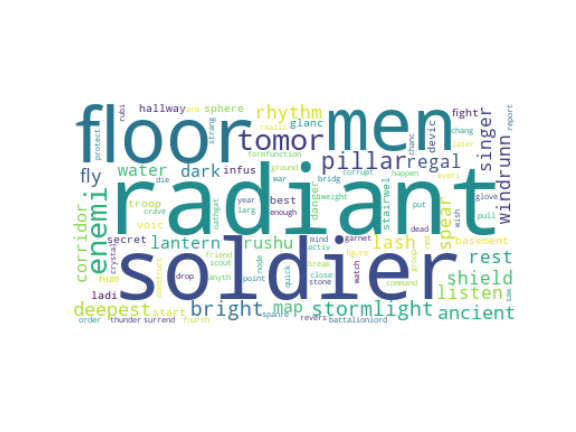 floor
men
radiant
soldier
tomor
pillar
regal
rhythm
singer
windrunn
enemi
corridor
fly
water
dark
infus
hallway
are
sphere
rubi
protect
strang
glanc
realiz
formfunction
chanc
devic
chang
fight
later
report
troop
die
ground
war
bridg
corrupt
happen
everi
glove
crave
oathgat
year
larg
best
enough
danger
weight
stairwel
put
spear
wish
pull
secret
voic
lantern
rushu
mind
activ
garnet
figure
lash
dead
group
red
basement
rest
hum
crystal
construct
friend
scout
anyth
node
quick
break
close
stone
watch
command
shield
listen
saw
ladi
drop
point
deepest
start
bright
map
stormlight
ancient
order
thunder
surrend
fourth
spanre
revers
battalionlord